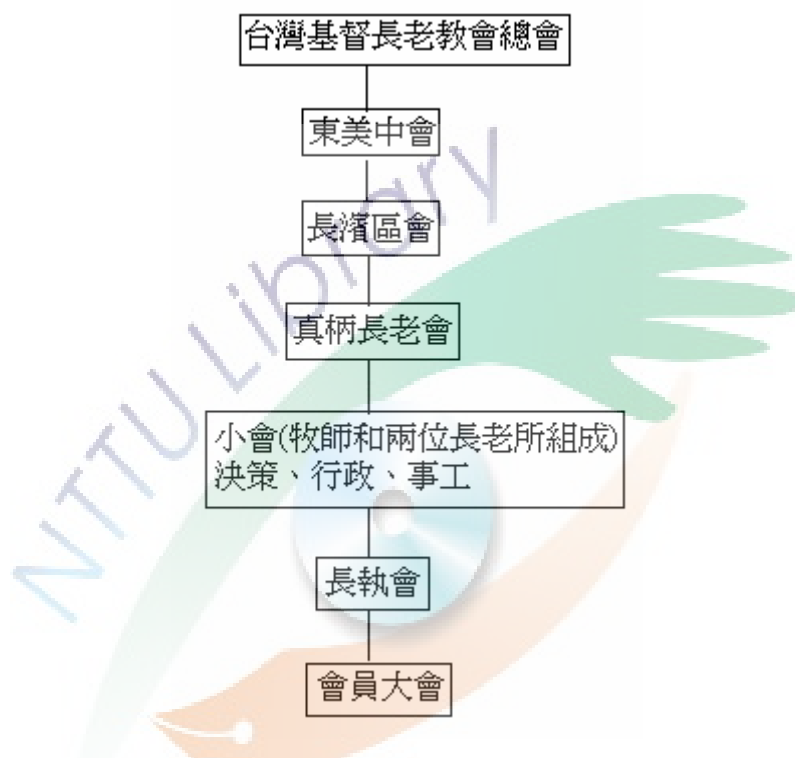 台灣基督長老教會總會
東美中會
長濱區會
真柄長老會
小會(牧師和兩位長老所組成)
決策、行政、事工
長執會
會員大會
NTTU Library